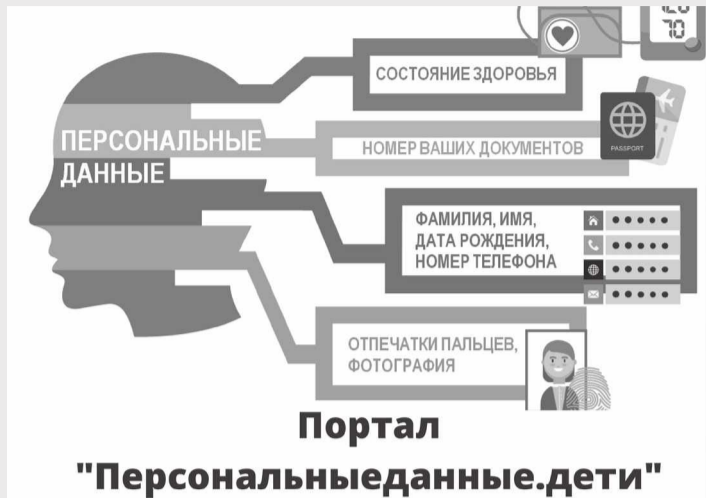 70
СОСТОЯНИЕ ЗДОРОВЬЯ
ПЕРСОНАЛЬНЫЕ
ДАННЫЕ
НОМЕР ВАШИХ ДОКУМЕНТОВ
PASSPORT
ФАМИЛИЯ, ИМЯ,
ДАТА РОЖДЕНИЯ,
НОМЕР ТЕЛЕФОНА
ОТПЕЧАТКИ ПАЛЬЦЕВ,
ФОТОГРАФИЯ
Портал
"Персональныеданные.дети"